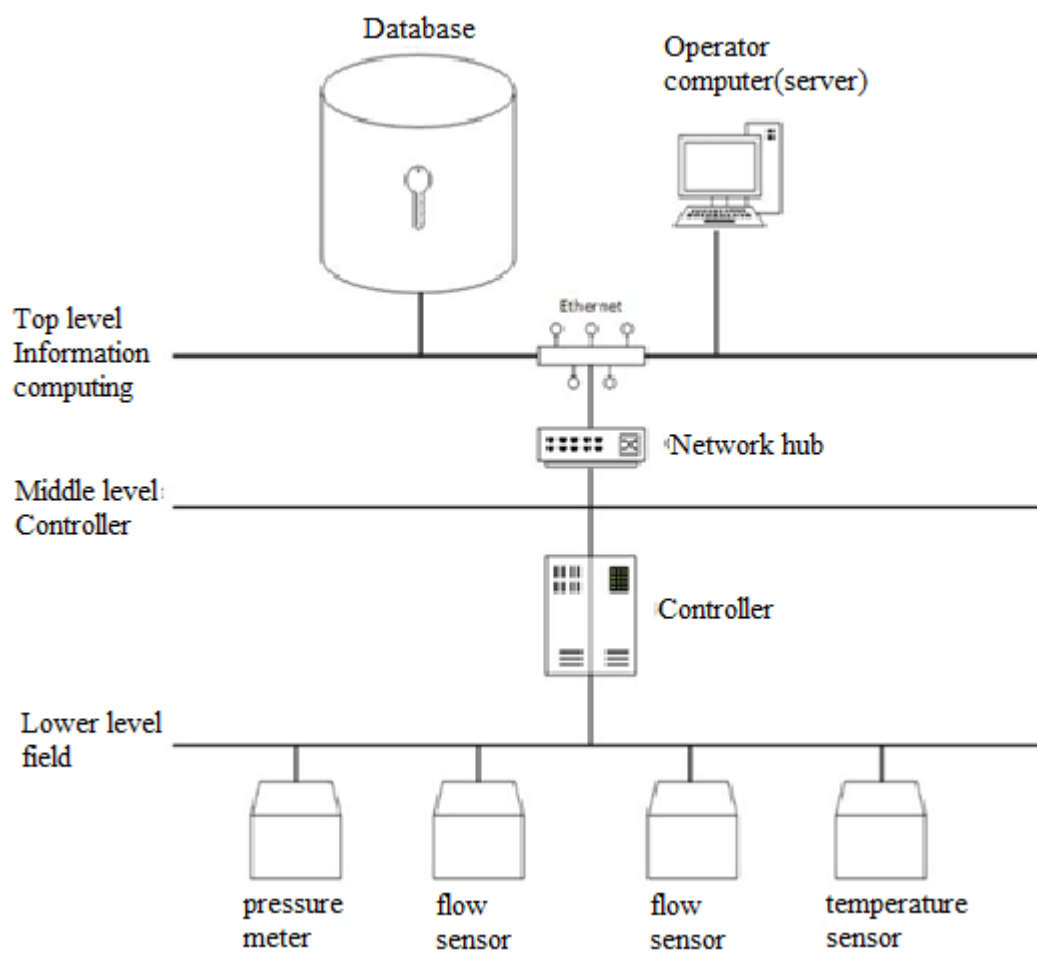 Database
Operator
computer(server)
Ethernet
Top level
Information
computing
Network hub
Middle level:
Controller
Controller
Lower level
field
pressure
meter
flow
sensor
flow
sensor
temperature
sensor